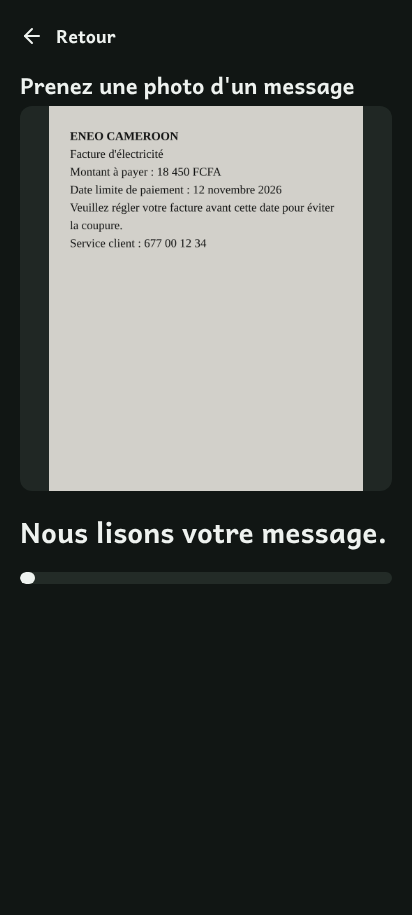 Retour
Prenez une photo d'un message
ENEO CAMEROON
Facture d'électricité
Montant à payer : 18 450 FCFA
Date limite de paiement : 12 novembre 2026
Veuillez régler votre facture avant cette date pour éviter
la coupure.
Service client : 677 00 12 34
Nous lisons votre message.